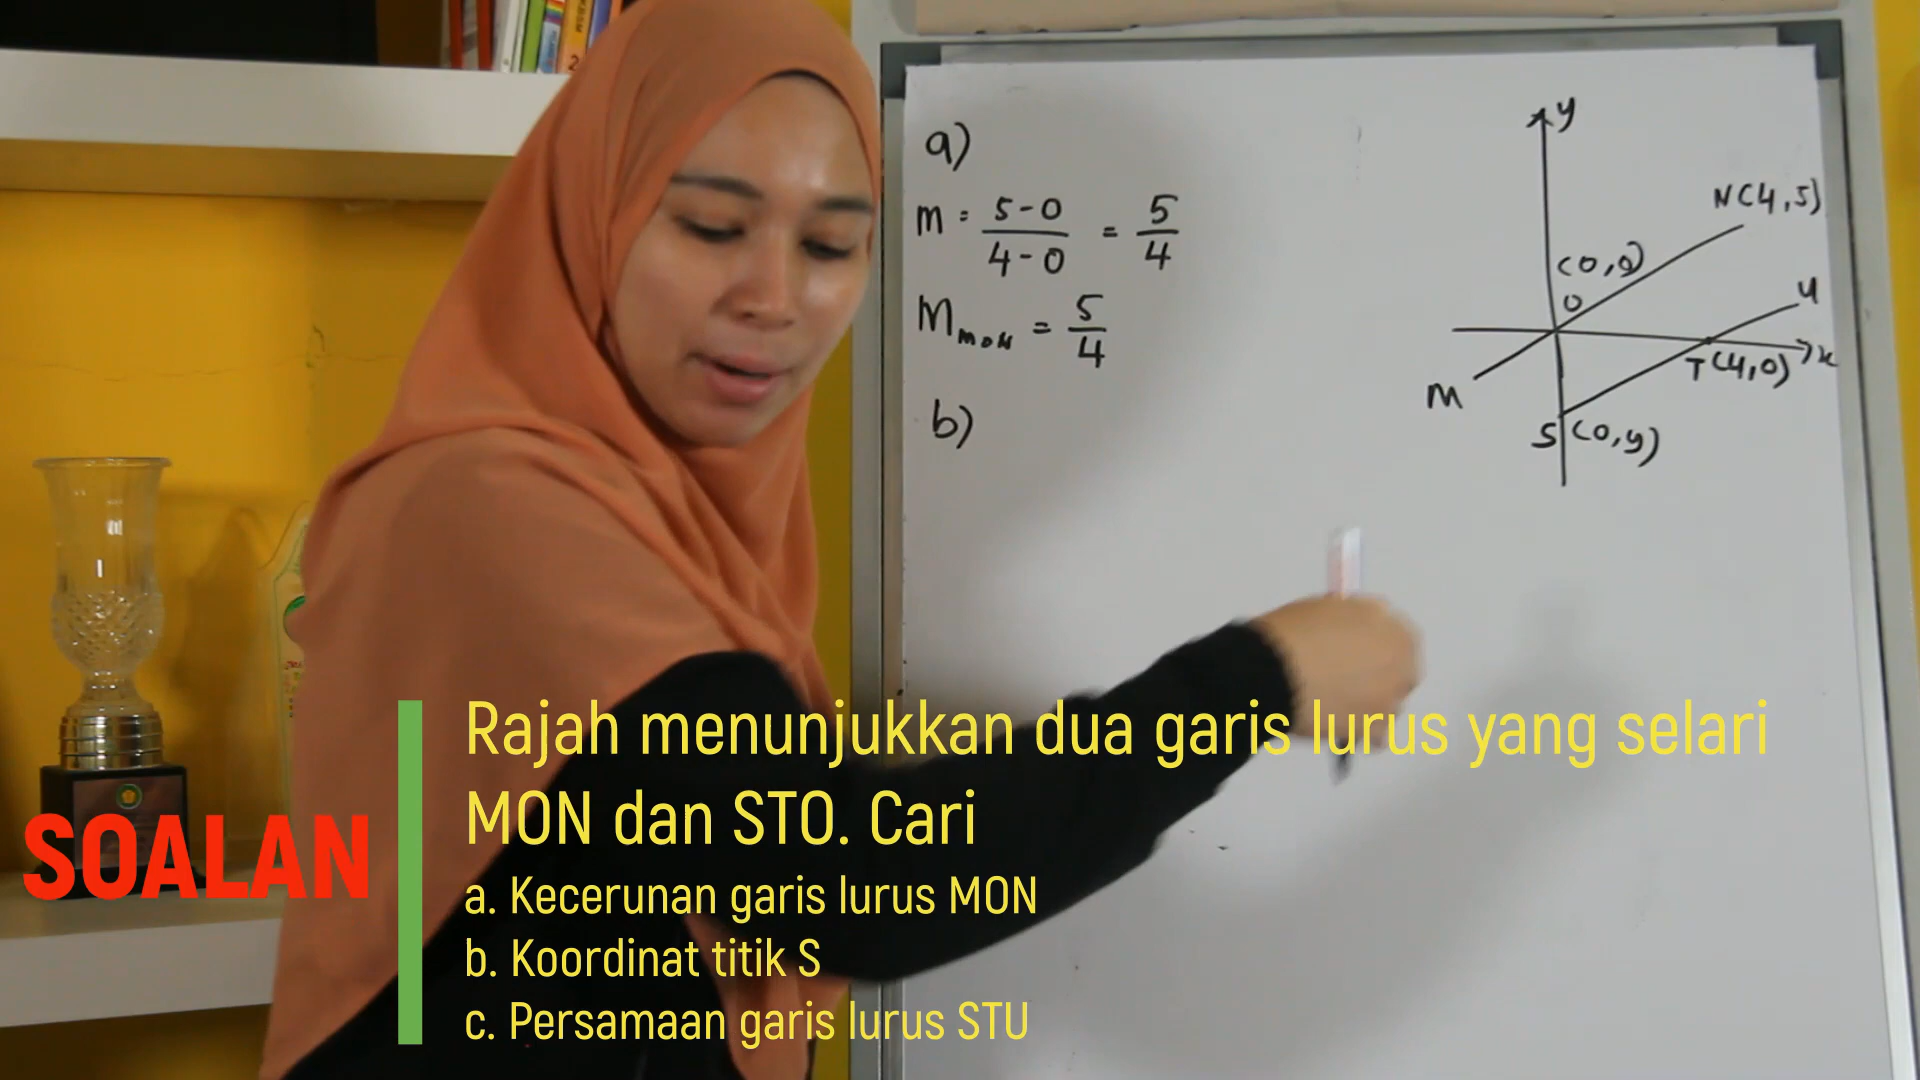 a)
m = 5-0 / 4-0 = 5/4
M MON = 5/4
b)
y
N(4,5)
(0,0)
O
U
x
T(4,0)
M
S(0,y)
SOALAN
Rajah menunjukkan dua garis lurus yang selari
MON dan STO. Cari
a. Kecerunan garis lurus MON
b. Koordinat titik S
c. Persamaan garis lurus STU